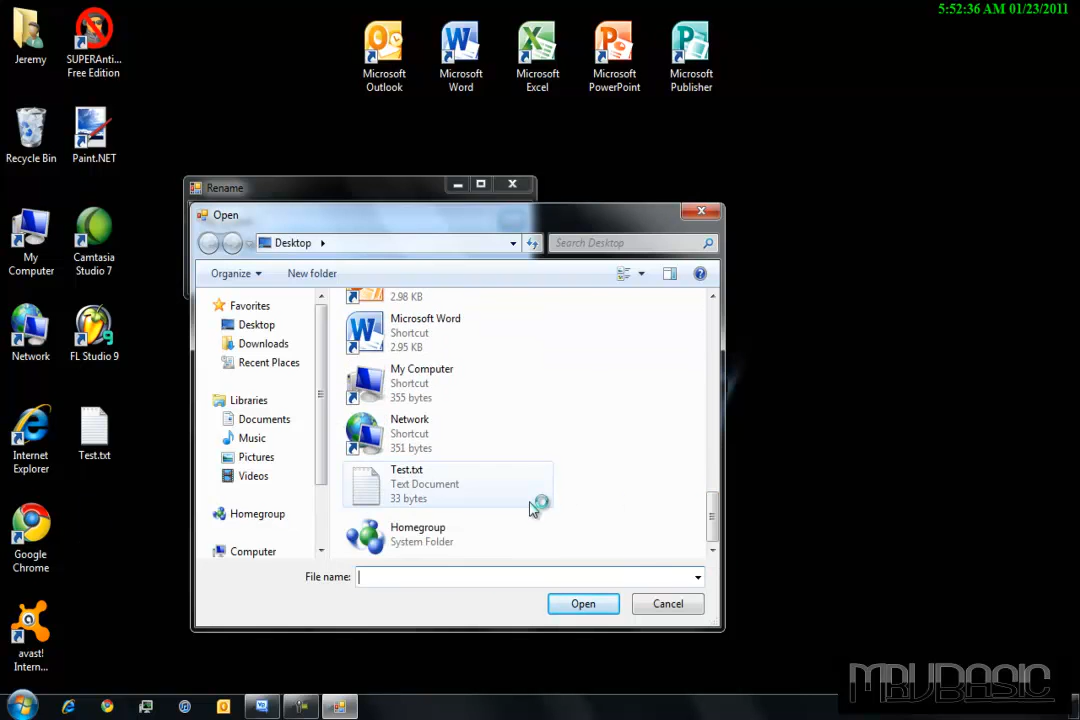 5:52:36 AM 01/23/2011
Jeremy
SUPERAnti...
Free Edition
Microsoft
Outlook
Microsoft
Word
Microsoft
Excel
Microsoft
PowerPoint
Microsoft
Publisher
Recycle Bin
Paint.NET
My
Computer
Camtasia
Studio 7
Network
FL Studio 9
Internet
Explorer
Test.txt
Google
Chrome
avast!
Intern...
Rename
Open
Desktop
Search Desktop
Organize
New folder
Favorites
Desktop
Downloads
Recent Places
Libraries
Documents
Music
Pictures
Videos
Homegroup
Computer
2.98 KB
Microsoft Word
Shortcut
2.95 KB
My Computer
Shortcut
355 bytes
Network
Shortcut
351 bytes
Test.txt
Text Document
33 bytes
Homegroup
System Folder
File name:
Open
Cancel
MRVBASIC